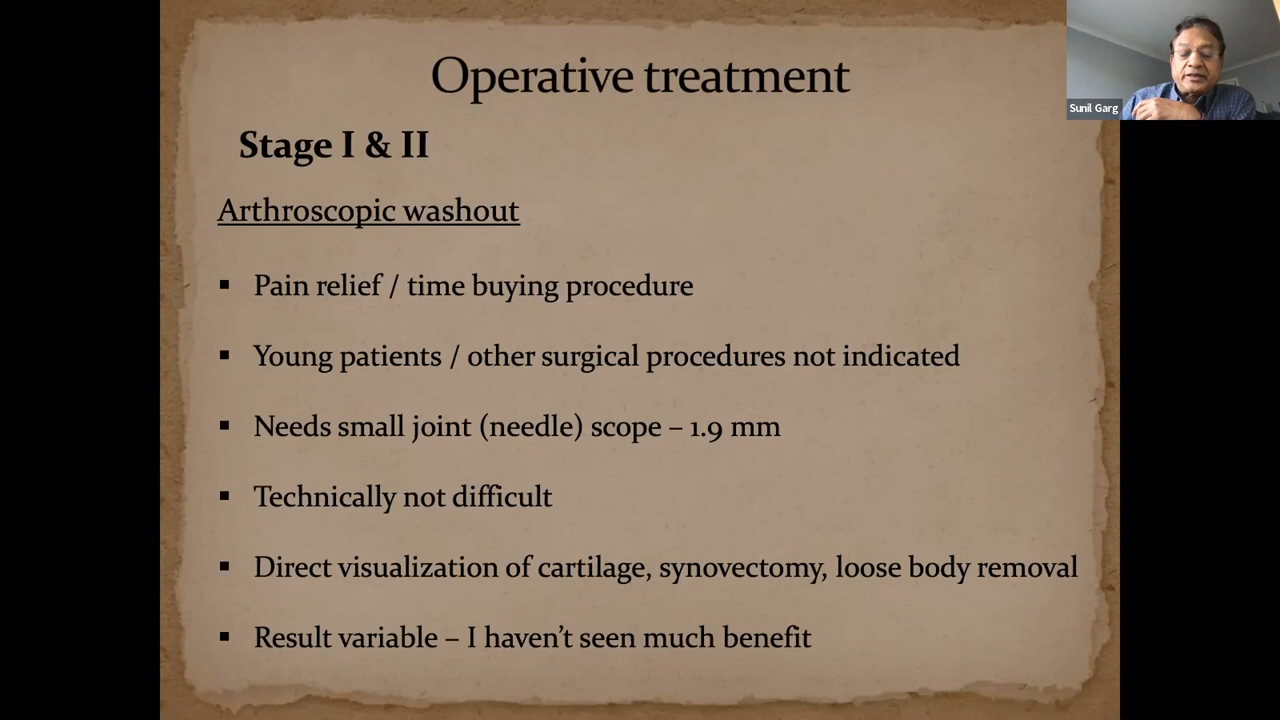 Operative treatment
Sunil Garg
Stage I & II
Arthroscopic washout
▪ Pain relief / time buying procedure
▪ Young patients / other surgical procedures not indicated
▪ Needs small joint (needle) scope – 1.9 mm
▪ Technically not difficult
▪ Direct visualization of cartilage, synovectomy, loose body removal
▪ Result variable – I haven’t seen much benefit